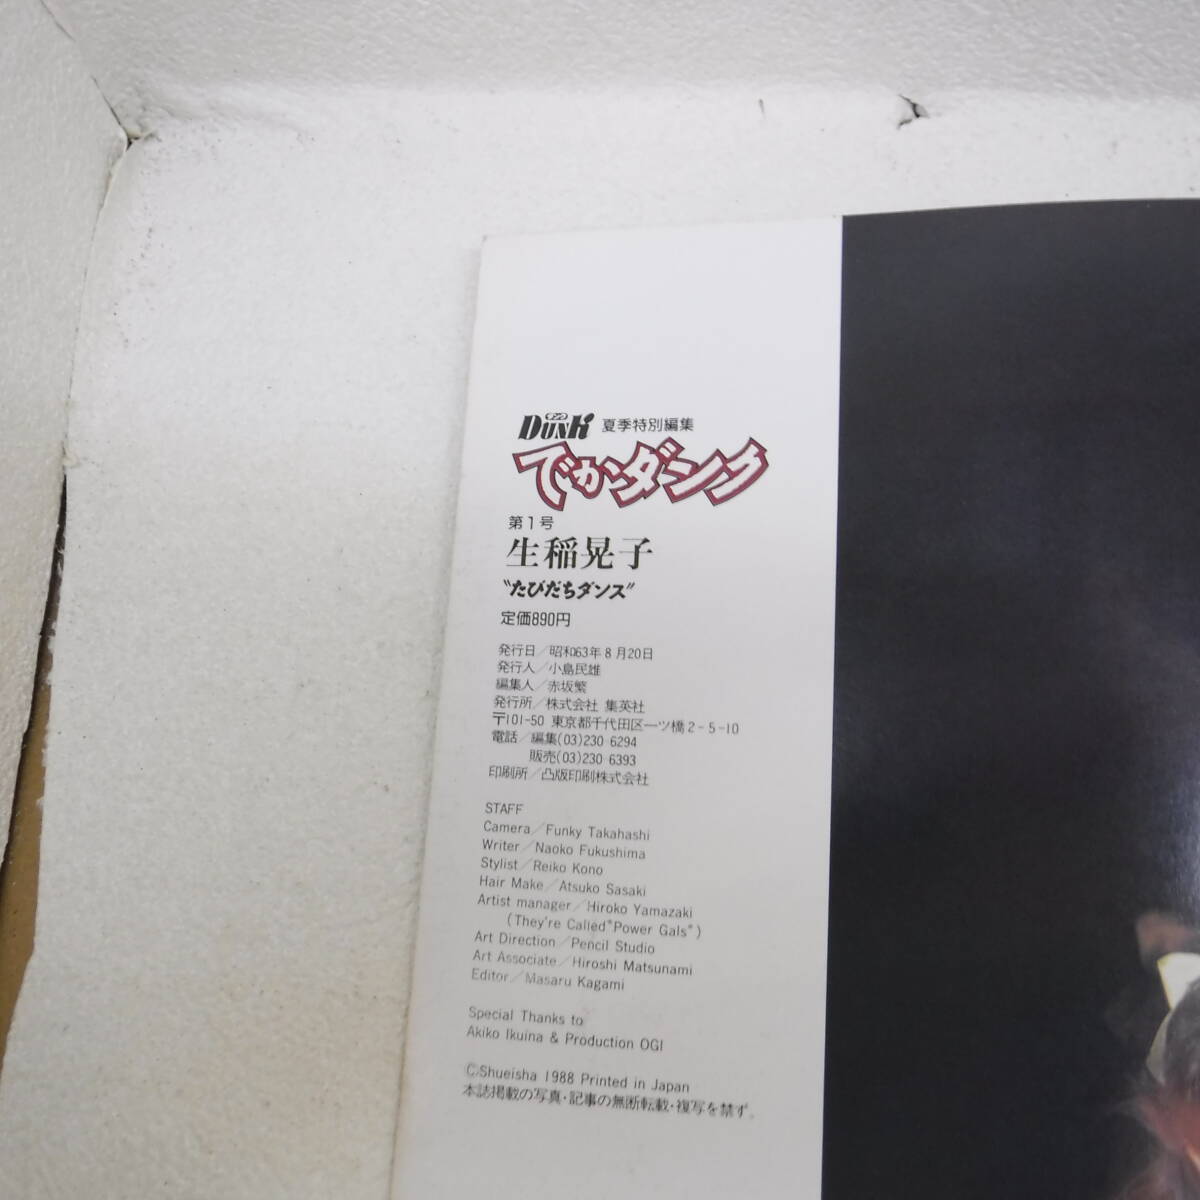 ダンク
DUNK 夏季特別編集
でかダンク
第1号
生稲晃子
"たびだちダンス"
定価890円
発行日/昭和63年8月20日
発行人/小島民雄
編集人/赤坂繁
発行所/株式会社 集英社
〒101-50 東京都千代田区一ツ橋2-5-10
電話/編集(03)230 6294
販売(03)230 6393
印刷所/凸版印刷株式会社
STAFF
Camera/Funky Takahashi
Writer/Naoko Fukushima
Stylist/Reiko Kono
Hair Make/Atsuko Sasaki
Artist manager/Hiroko Yamazaki
(They're Called "Power Gals")
Art Direction/Pencil Studio
Art Associate/Hiroshi Matsunami
Editor/Masaru Kagami
Special Thanks to
Akiko Ikuina & Production OGI
C.Shueisha 1988 Printed in Japan
本誌掲載の写真・記事の無断転載・複写を禁ず。